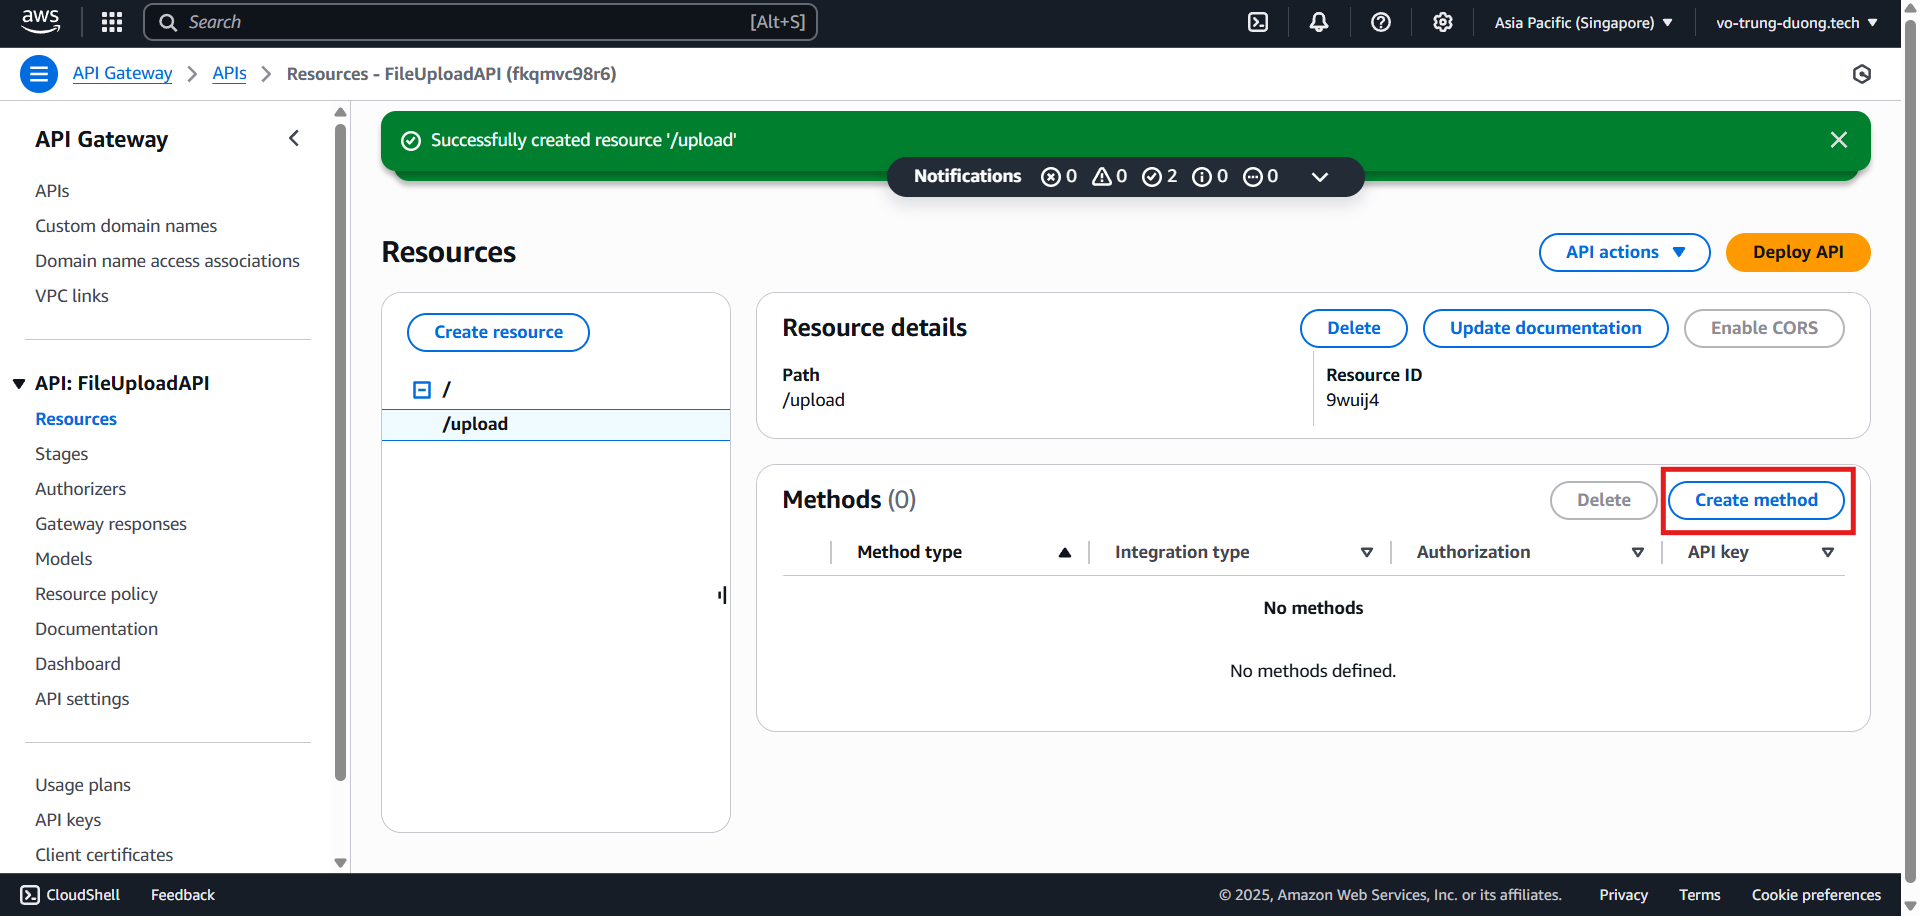 aws
Search [Alt+S]
Asia Pacific (Singapore)
vo-trung-duong.tech
API Gateway
APIs
Resources - FileUploadAPI (fkqmvc98r6)
API Gateway
APIs
Custom domain names
Domain name access associations
VPC links
API: FileUploadAPI
Resources
Stages
Authorizers
Gateway responses
Models
Resource policy
Documentation
Dashboard
API settings
Usage plans
API keys
Client certificates
Successfully created resource '/upload'
Notifications 0 0 2 0 0
Resources
API actions
Deploy API
Create resource
/
/upload
Resource details
Delete
Update documentation
Enable CORS
Path
/upload
Resource ID
9wuij4
Methods (0)
Delete
Create method
Method type
Integration type
Authorization
API key
No methods
No methods defined.
CloudShell
Feedback
© 2025, Amazon Web Services, Inc. or its affiliates.
Privacy
Terms
Cookie preferences